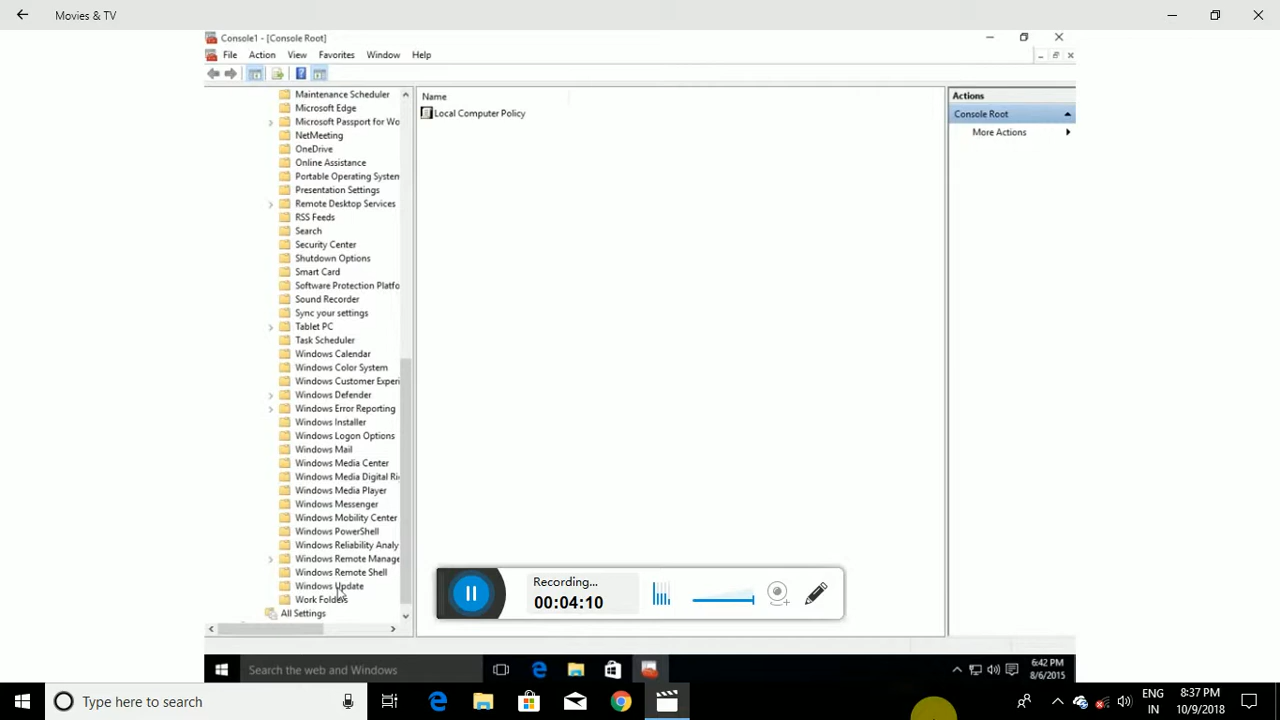 Movies & TV
Console1 - [Console Root]
File Action View Favorites Window Help
Maintenance Scheduler
Microsoft Edge
Microsoft Passport for Wo
NetMeeting
OneDrive
Online Assistance
Portable Operating System
Presentation Settings
Remote Desktop Services
RSS Feeds
Search
Security Center
Shutdown Options
Smart Card
Software Protection Platfo
Sound Recorder
Sync your settings
Tablet PC
Task Scheduler
Windows Calendar
Windows Color System
Windows Customer Experi
Windows Defender
Windows Error Reporting
Windows Installer
Windows Logon Options
Windows Mail
Windows Media Center
Windows Media Digital Ri
Windows Media Player
Windows Messenger
Windows Mobility Center
Windows PowerShell
Windows Reliability Analy
Windows Remote Manage
Windows Remote Shell
Windows Update
Work Folders
All Settings
Name
Local Computer Policy
Actions
Console Root
More Actions
Recording...
00:04:10
Search the web and Windows
6:42 PM
8/6/2015
Type here to search
ENG
IN
8:37 PM
10/9/2018